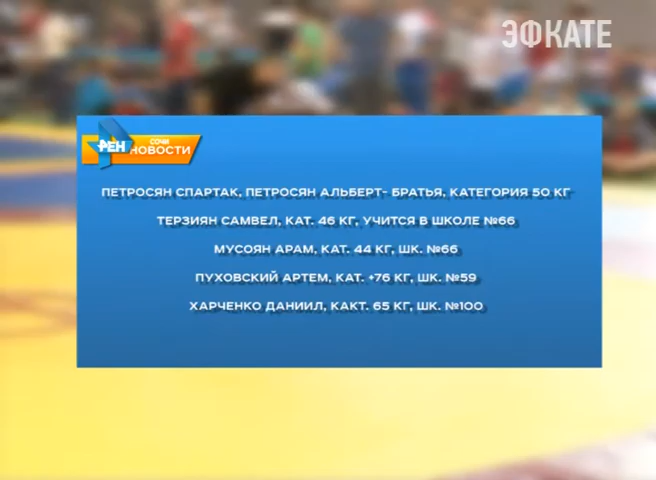 ЭФКАТЕ
РЕН
СОЧИ
НОВОСТИ
ПЕТРОСЯН СПАРТАК, ПЕТРОСЯН АЛЬБЕРТ- БРАТЬЯ, КАТЕГОРИЯ 50 КГ
ТЕРЗИЯН САМВЕЛ, КАТ. 46 КГ, УЧИТСЯ В ШКОЛЕ №66
МУСОЯН АРАМ, КАТ. 44 КГ, ШК. №66
ПУХОВСКИЙ АРТЕМ, КАТ. +76 КГ, ШК. №59
ХАРЧЕНКО ДАНИИЛ, КАКТ. 65 КГ, ШК. №100